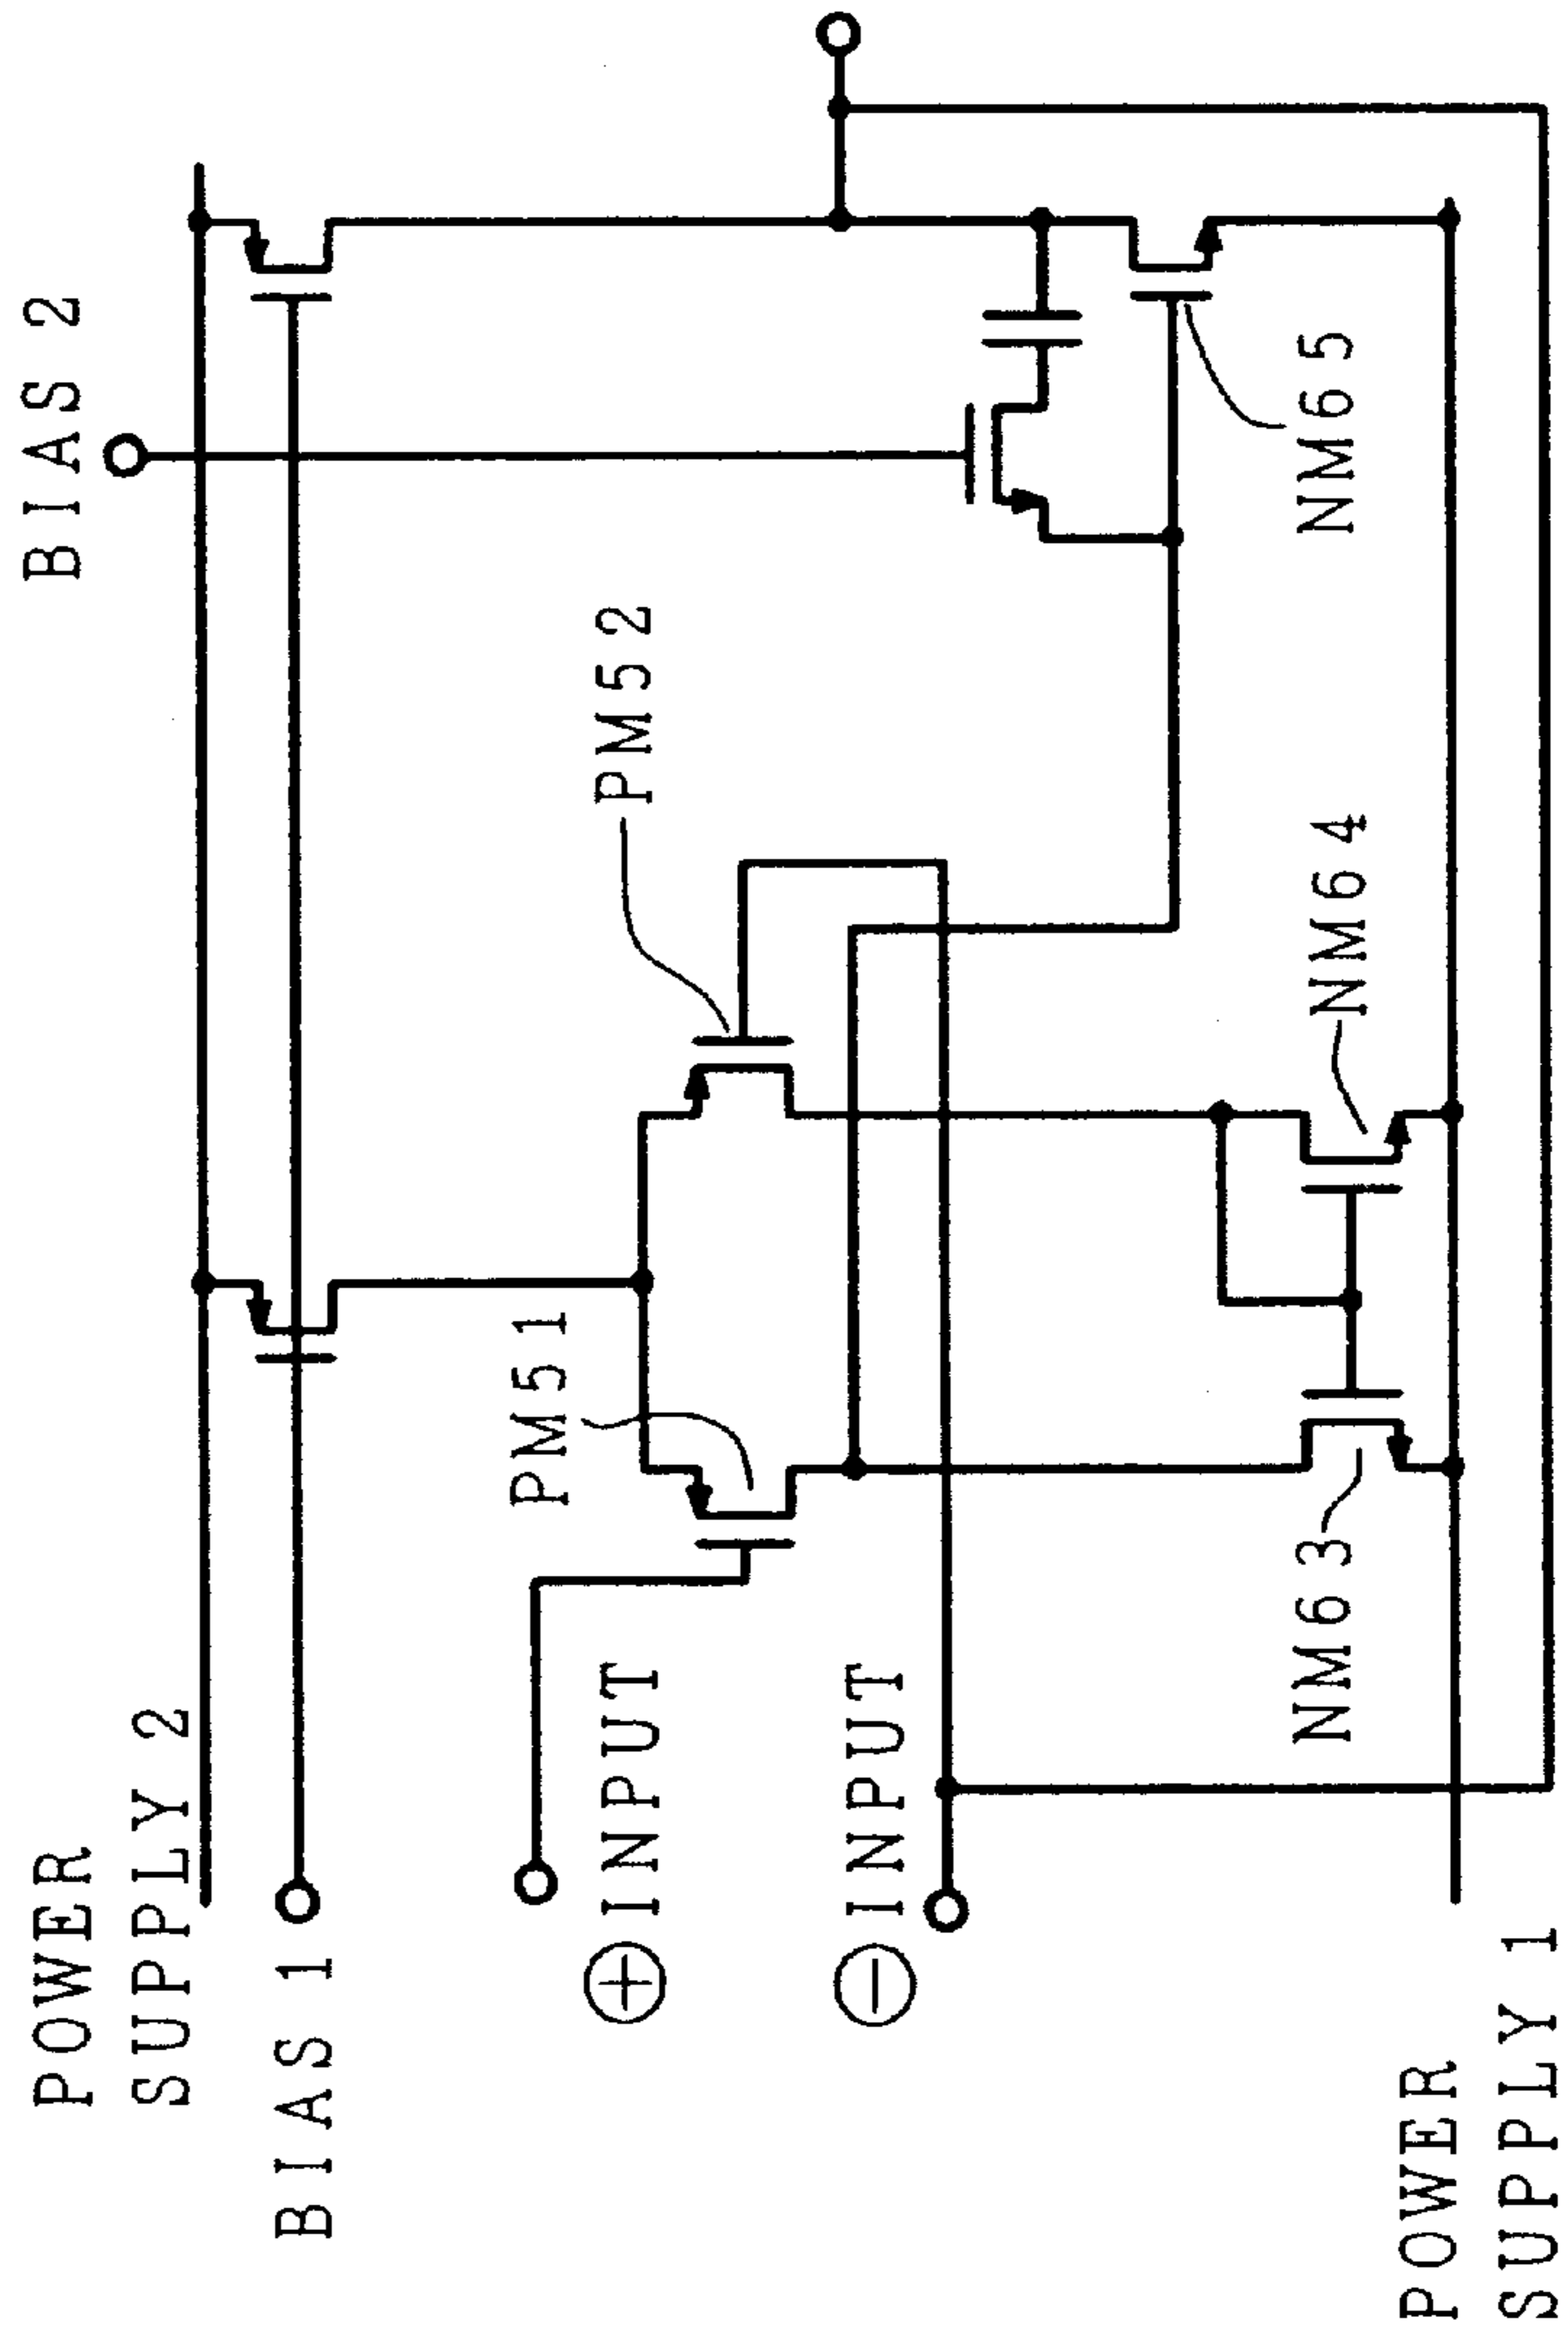 POWER
SUPPLY 2
BIAS 1
BIAS 2
⊕ INPUT
⊖ INPUT
PM51
PM52
NM63
NM64
NM65
POWER
SUPPLY 1